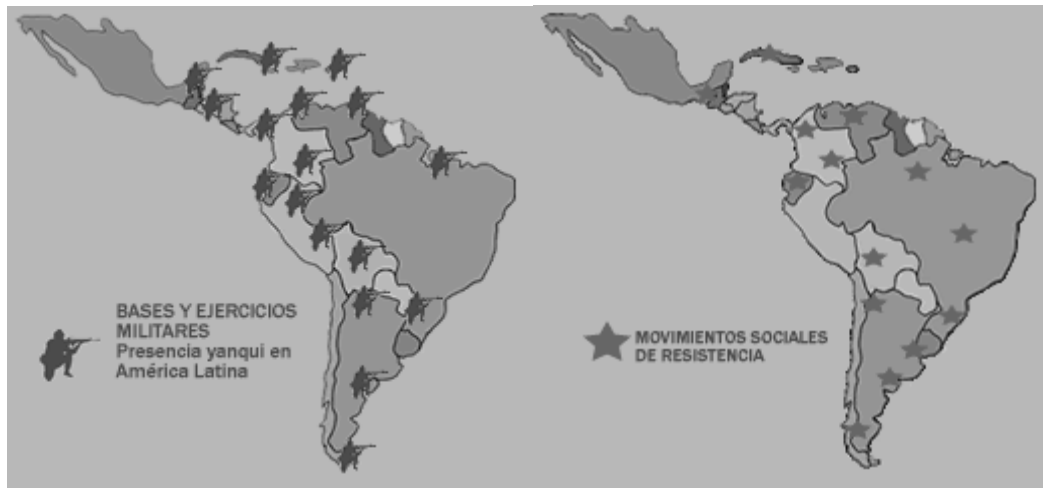 BASES Y EJERCICIOS
MILITARES
Presencia yanqui en
América Latina
MOVIMIENTOS SOCIALES
DE RESISTENCIA